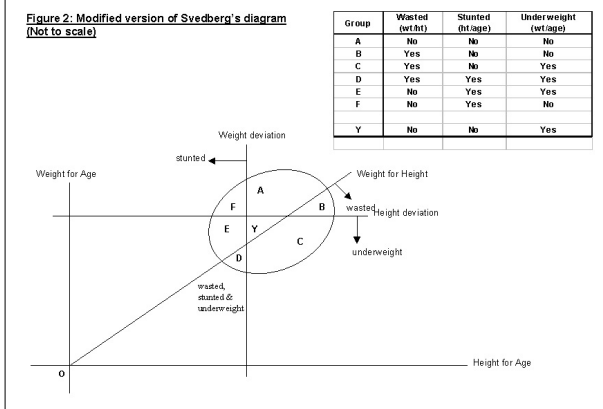 Figure 2: Modified version of Svedberg's diagram
(Not to scale)
Group Wasted (wt/ht) Stunted (ht/age) Underweight (wt/age)
A No No No
B Yes No No
C Yes No Yes
D Yes Yes Yes
E No Yes Yes
F No Yes No
Y No No Yes
Weight deviation
stunted
Weight for Age
Weight for Height
A
F
B
wasted
Height deviation
E
Y
C
underweight
D
wasted,
stunted &
underweight
Height for Age
O